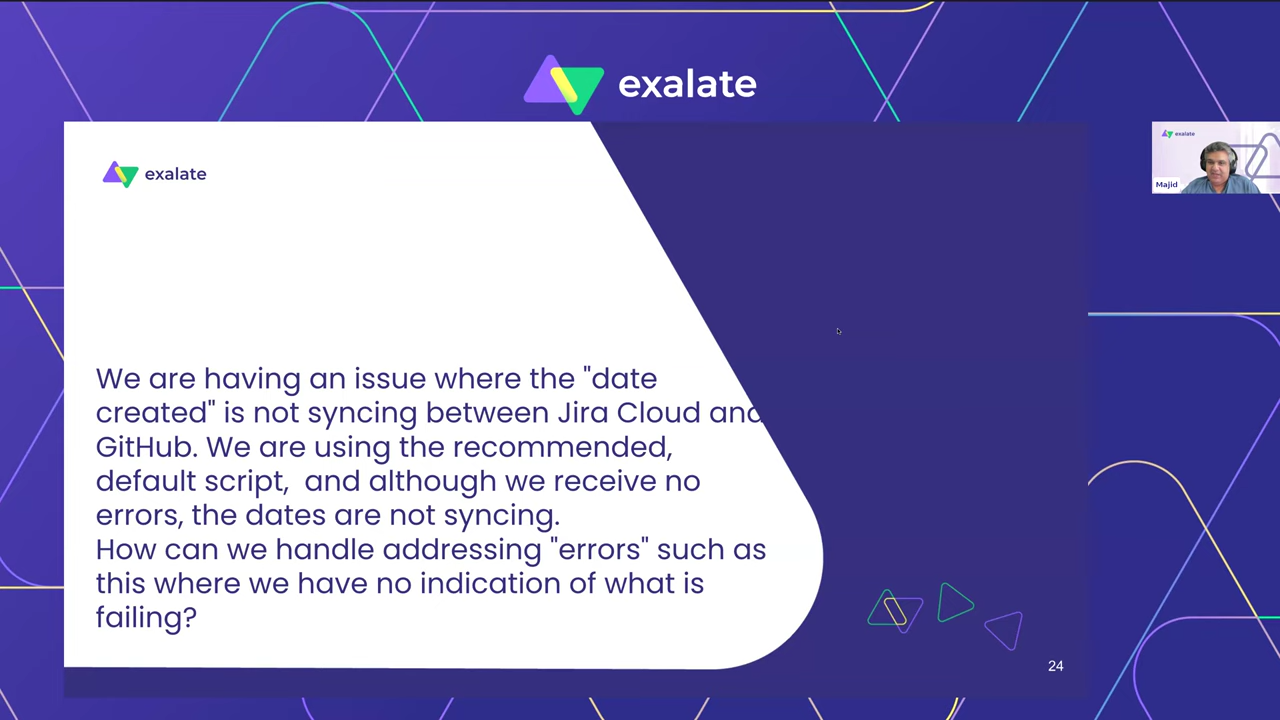 exalate
exalate
exalate
Majid
We are having an issue where the "date
created" is not syncing between Jira Cloud and
GitHub. We are using the recommended,
default script,  and although we receive no
errors, the dates are not syncing.
How can we handle addressing "errors" such as
this where we have no indication of what is
failing?
24